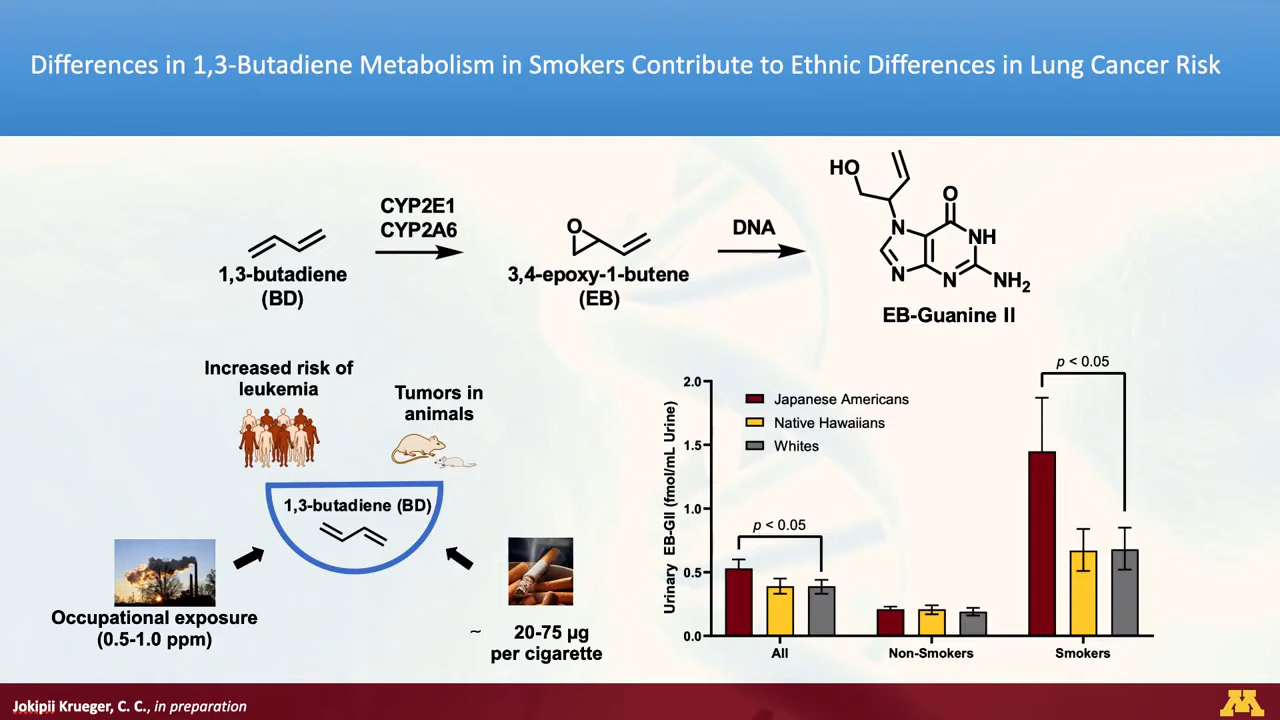 Differences in 1,3-Butadiene Metabolism in Smokers Contribute to Ethnic Differences in Lung Cancer Risk
CYP2E1
CYP2A6
1,3-butadiene
(BD)
O
3,4-epoxy-1-butene
(EB)
DNA
HO
O
N
NH
N
N
NH₂
EB-Guanine II
Increased risk of
leukemia
Tumors in
animals
1,3-butadiene (BD)
Occupational exposure
(0.5-1.0 ppm)
~ 20-75 µg
per cigarette
Urinary EB-GII (fmol/mL Urine)
2.0
1.5
1.0
0.5
0.0
Japanese Americans
Native Hawaiians
Whites
p < 0.05
p < 0.05
All
Non-Smokers
Smokers
Jokipii Krueger, C. C., in preparation
M